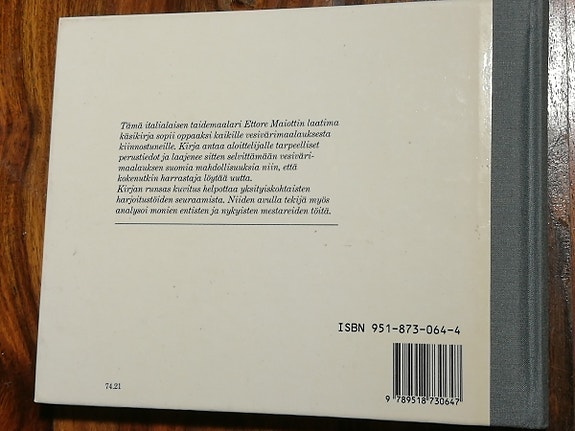 Tämä italialaisen taidemaalari Ettore Maiottin laatima
käsikirja sopii oppaaksi kaikille vesivärimaalauksesta
kiinnostuneille. Kirja antaa aloittelijalle tarpeelliset
perustiedot ja laajenee sitten selvittämään vesiväri-
maalauksen suomia mahdollisuuksia niin, että
kokenutkin harrastaja löytää uutta.
Kirjan runsas kuvitus helpottaa yksityiskohtaisten
harjoitustöiden seuraamista. Niiden avulla tekijä myös
analysoi monien entisten ja nykyisten mestareiden töitä.
ISBN 951-873-064-4
9 789518 730647
74.21